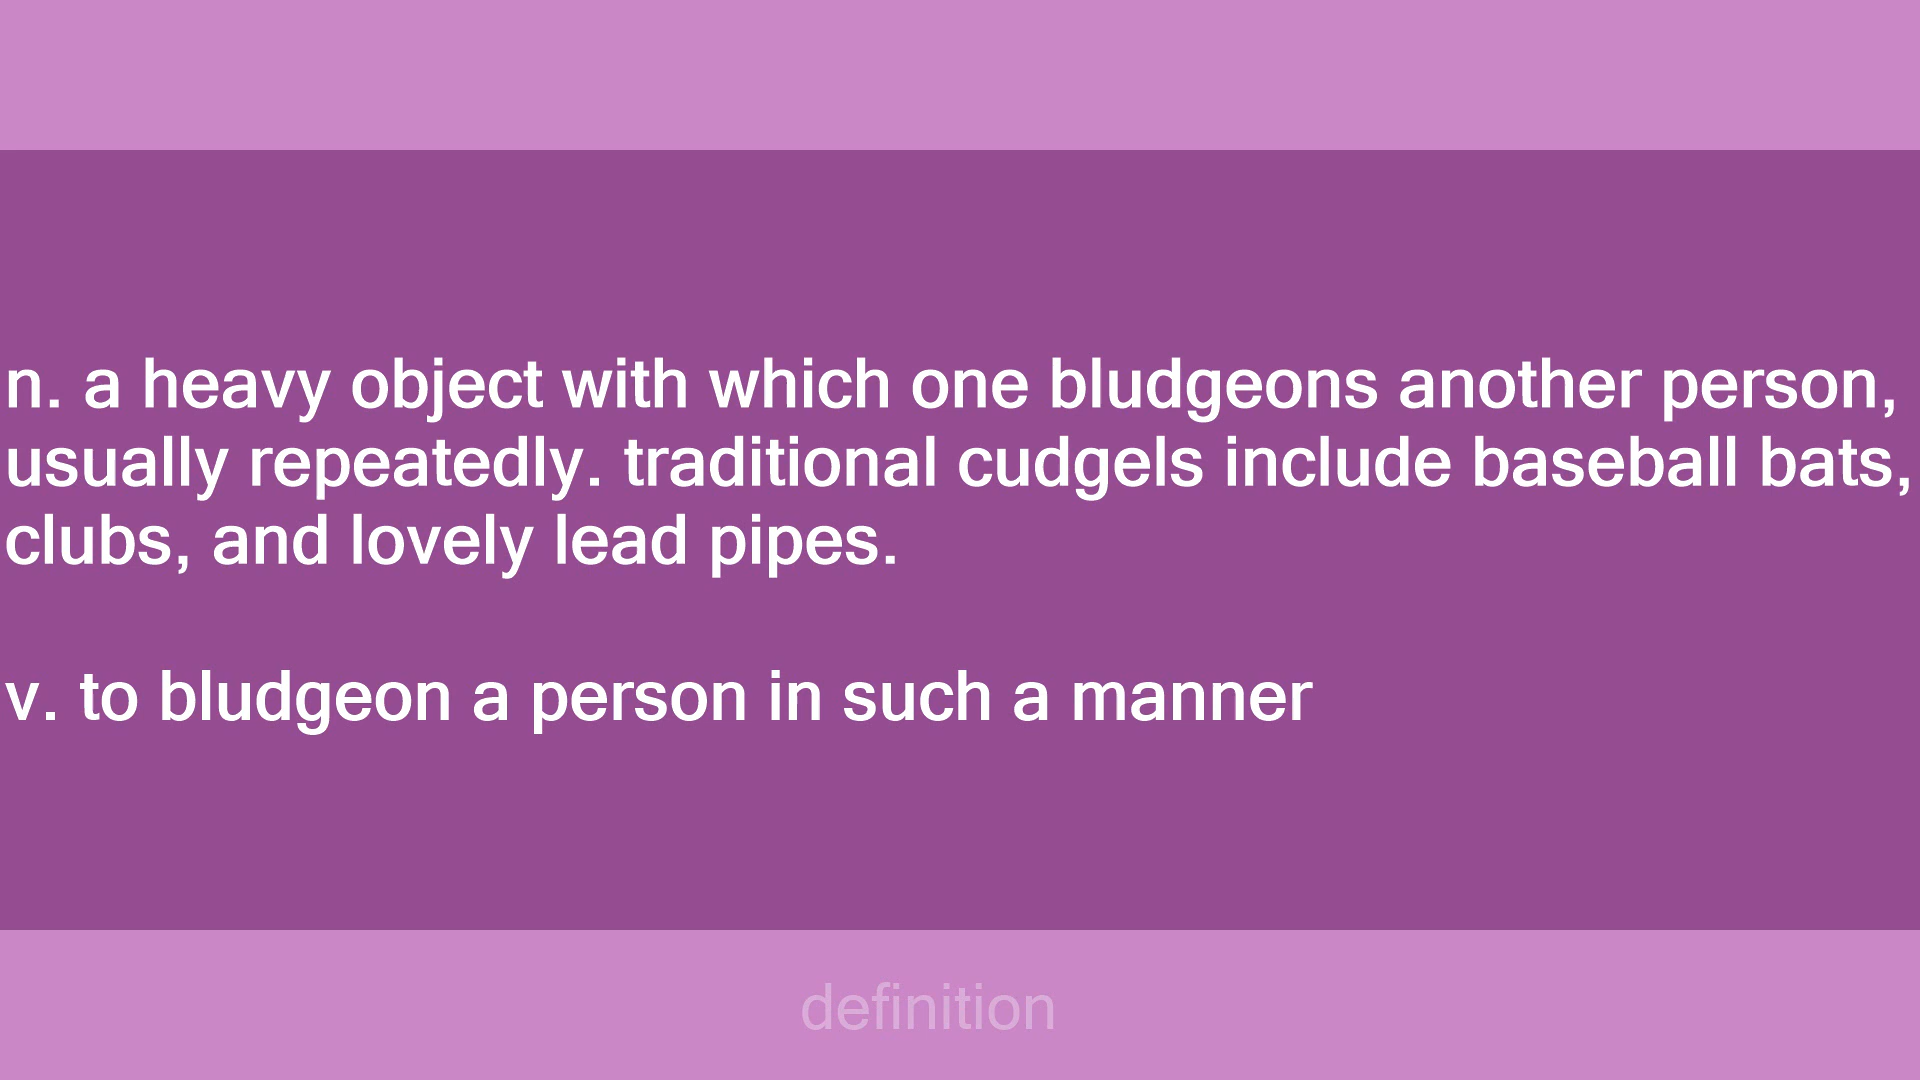 n. a heavy object with which one bludgeons another person,
usually repeatedly. traditional cudgels include baseball bats,
clubs, and lovely lead pipes.
v. to bludgeon a person in such a manner
definition